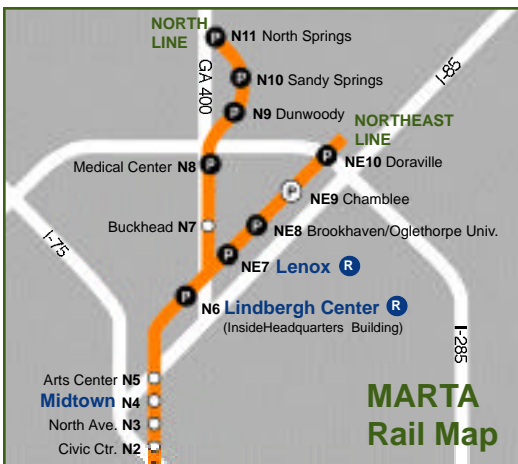 NORTH
LINE
N11 North Springs
GA 400
N10 Sandy Springs
I-85
N9 Dunwoody
NORTHEAST
LINE
P
P
P
P
Medical Center N8
P
NE10 Doraville
P
NE9 Chamblee
Buckhead N7
P
NE8 Brookhaven/Oglethorpe Univ.
I-75
P
NE7 Lenox R
P
N6 Lindbergh Center R
(InsideHeadquarters Building)
I-285
Arts Center N5
Midtown N4
North Ave. N3
Civic Ctr. N2
MARTA
Rail Map